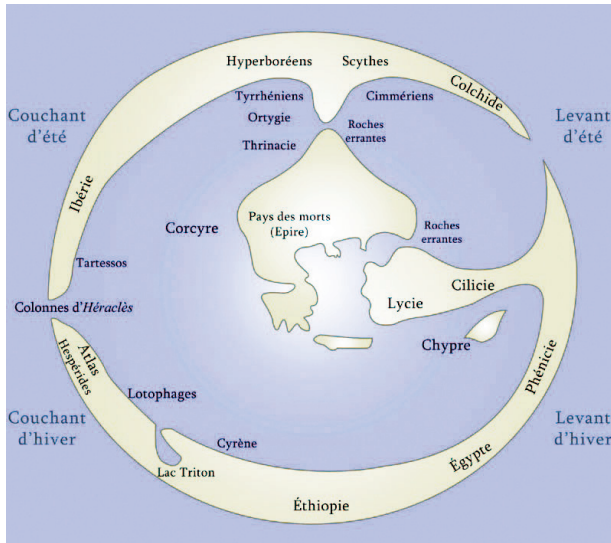 Hyperboréens
Scythes
Colchide
Tyrrhéniens
Cimmériens
Couchant
d'été
Levant
d'été
Ortygie
Roches
errantes
Thrinacie
Ibérie
Corcyre
Pays des morts
(Epire)
Roches
errantes
Tartessos
Cilicie
Lycie
Colonnes d'Héraclès
Chypre
Atlas
Hespérides
Phénicie
Lotophages
Couchant
d'hiver
Levant
d'hiver
Cyrène
Égypte
Lac Triton
Éthiopie